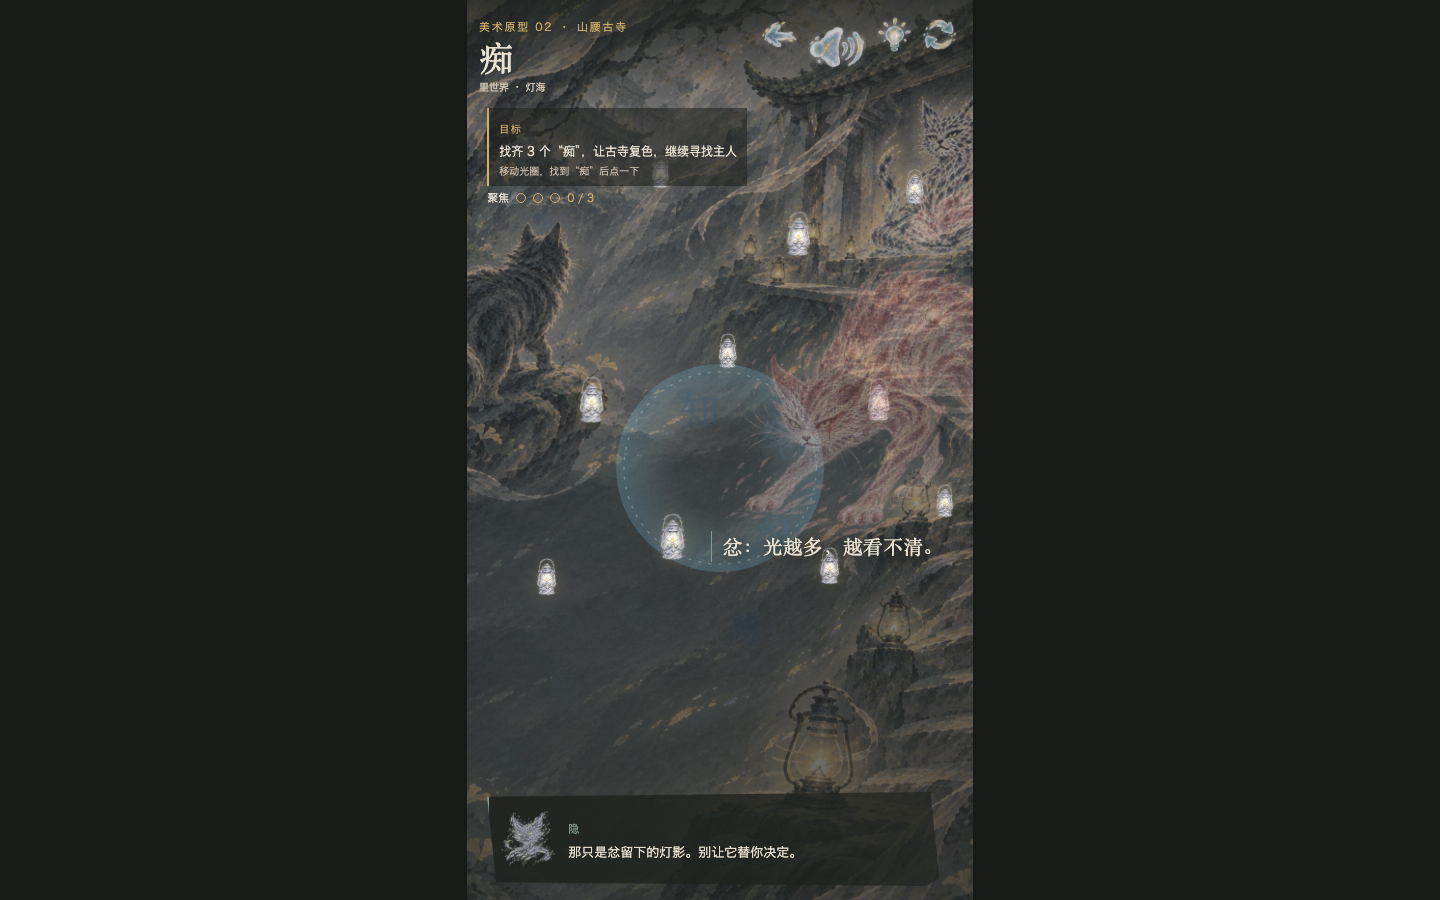 美术原型 02 · 山腰古寺
痴
里世界 · 灯海
目标
找齐 3 个“痴”，让古寺复色，继续寻找主人
移动光圈，找到“痴”后点一下
聚焦 0 / 3
忿：光越多，越看不清。
隐
那只是忿留下的灯影。别让它替你决定。